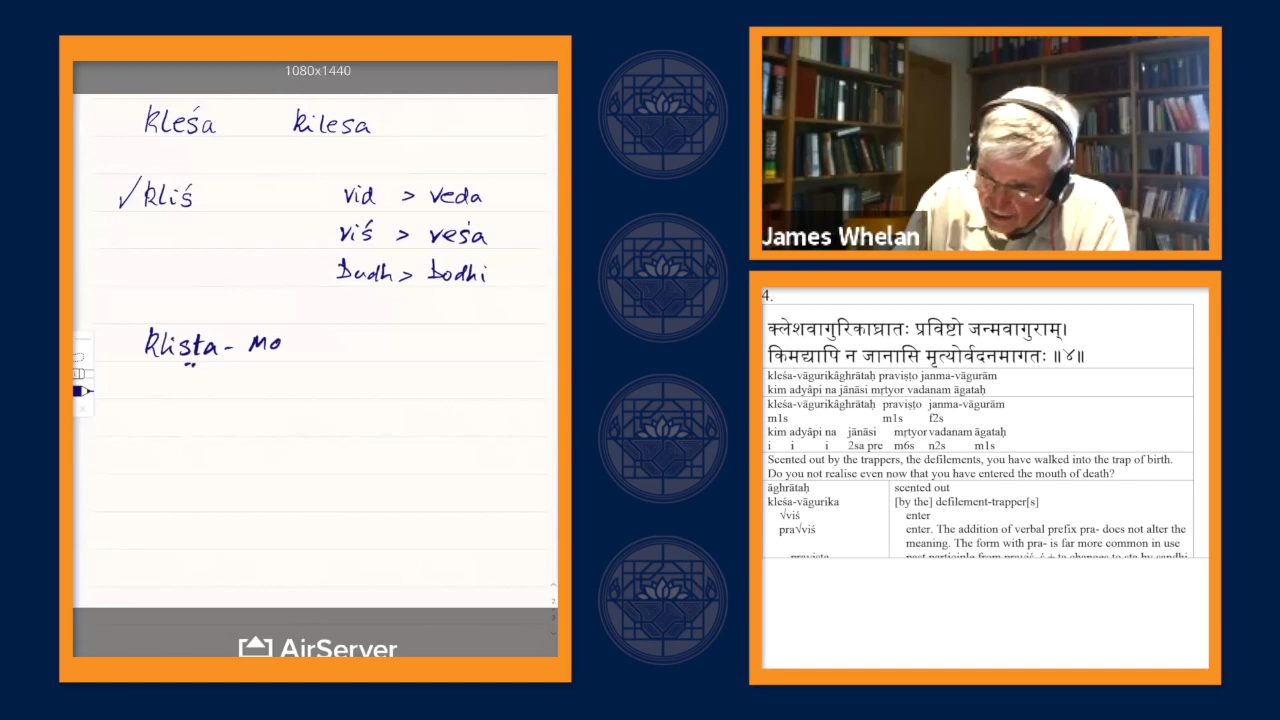 1080x1440
kleśa kilesa
√kliś vid > veda
viś > veśa
budh > bodhi
kliṣṭa - mo
AirServer
James Whelan
4.
क्लेशवागुरिकाघ्रातः प्रविष्टो जन्मवागुराम्।
किमद्यापि न जानासि मृत्योर्वदनमागतः ॥४॥
kleśa-vāgurikâghrātaḥ praviṣṭo janma-vāgurām
kim adyâpi na jānāsi mṛtyor vadanam āgataḥ
kleśa-vāgurikâghrātaḥ praviṣṭo janma-vāgurām
m1s m1s f2s
kim adyâpi na jānāsi mṛtyor vadanam āgataḥ
i i i 2sa pre m6s n2s m1s
Scented out by the trappers, the defilements, you have walked into the trap of birth.
Do you not realise even now that you have entered the mouth of death?
āghrātaḥ scented out
kleśa-vāgurika [by the] defilement-trapper[s]
√viś enter
pra√viś enter. The addition of verbal prefix pra- does not alter the
meaning. The form with pra- is far more common in use